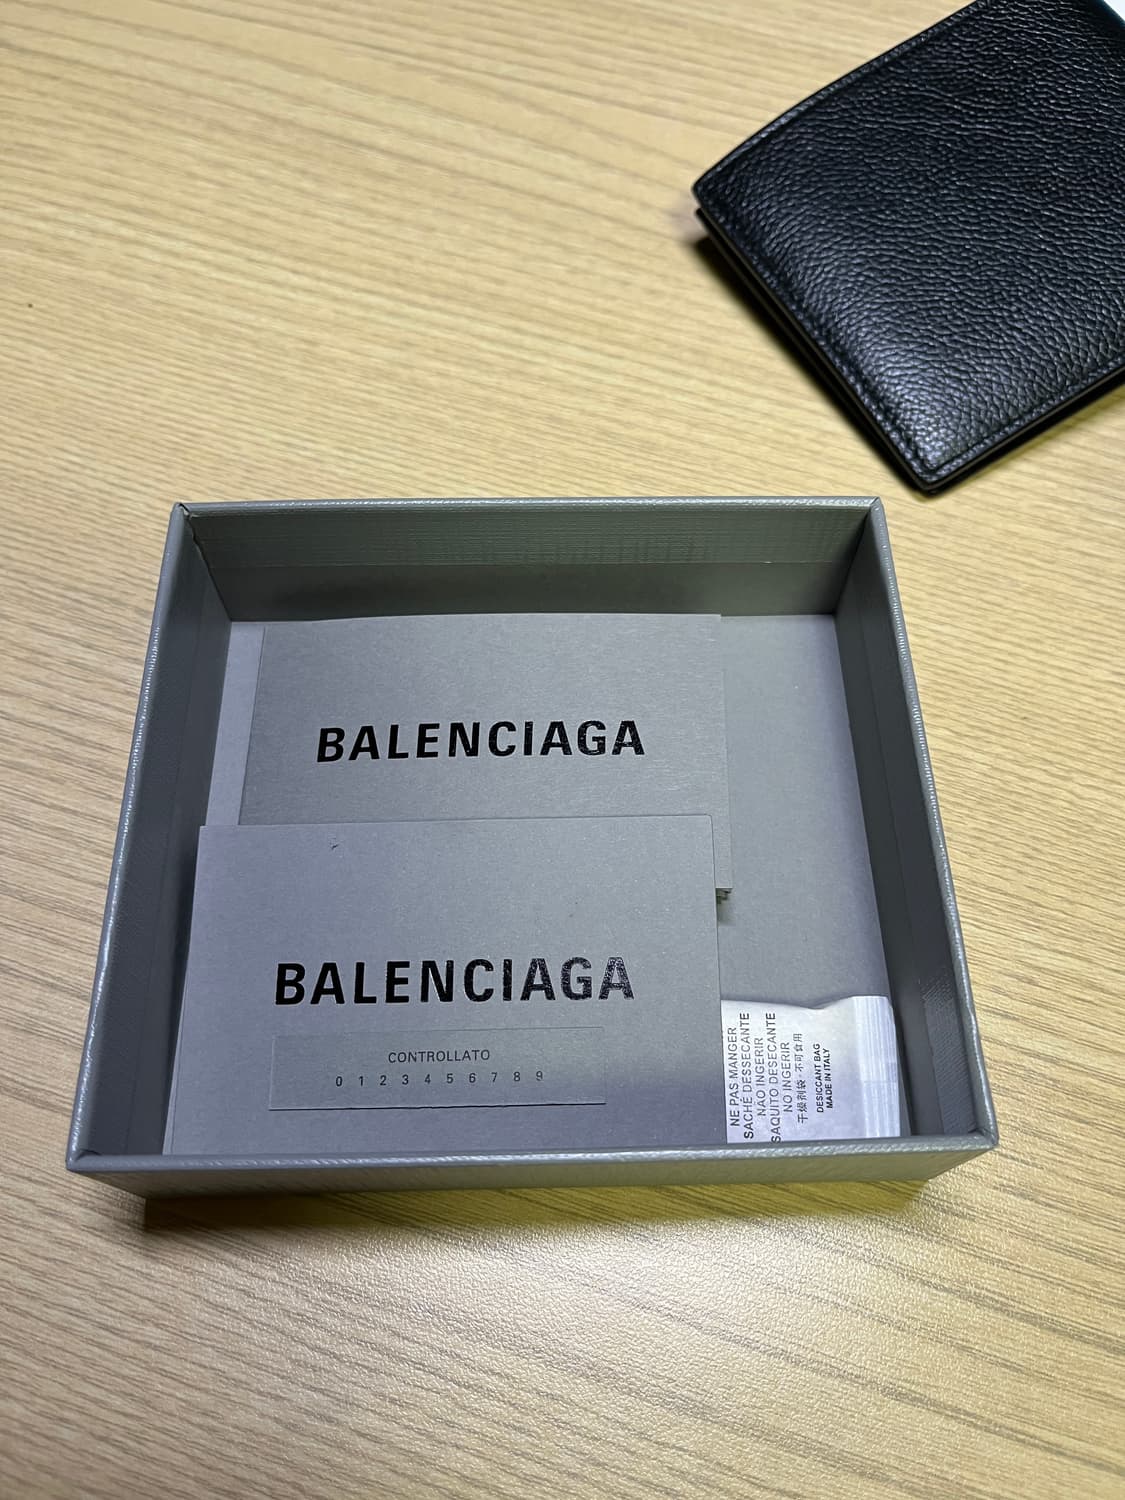 BALENCIAGA
BALENCIAGA
CONTROLLATO
0 1 2 3 4 5 6 7 8 9
NE PAS MANGER
SACHÉ DESSECANTE
NÃO INGERIR
SAQUITO DESECANTE
NO INGERIR
干燥剂袋·不可食用
DESICCANT BAG
MADE IN ITALY